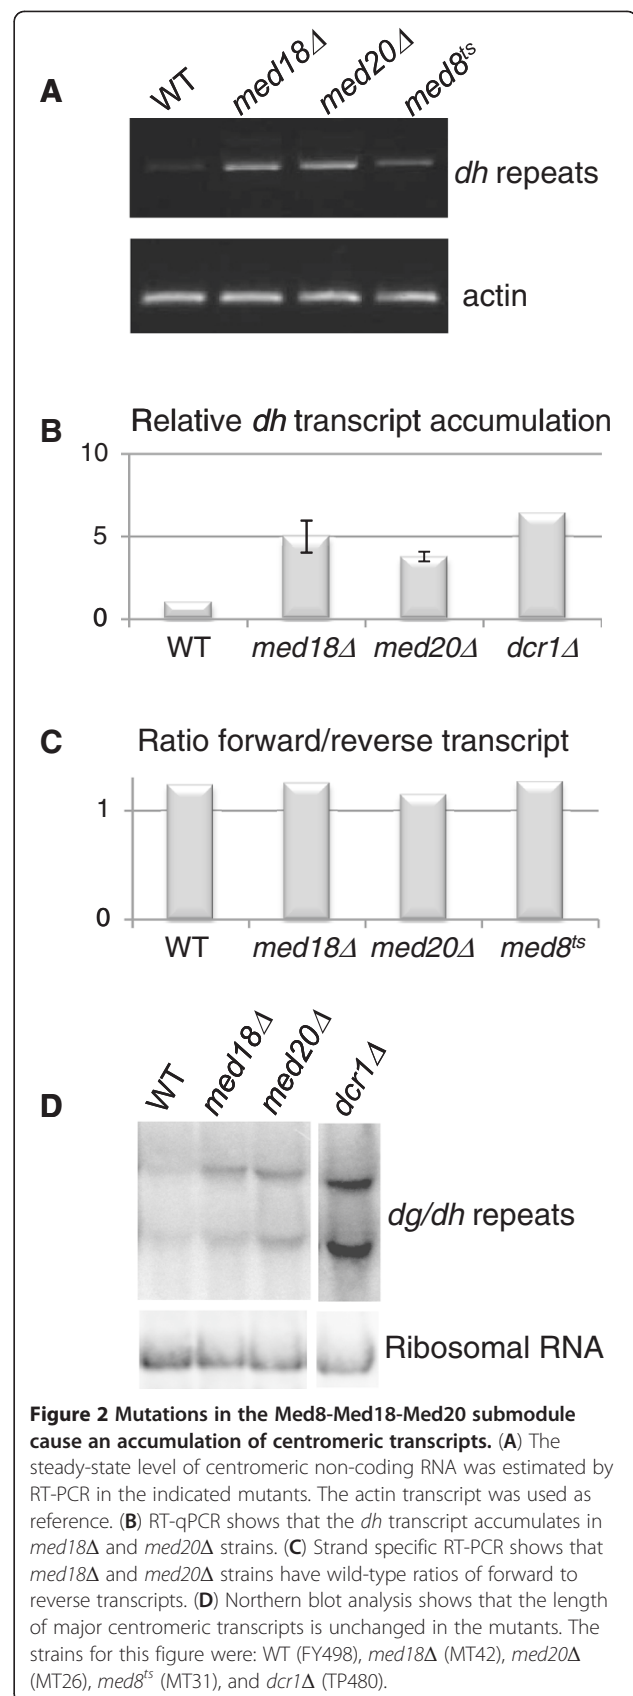 A
WT med18Δ med20Δ med8ts
dh repeats
actin
B
Relative dh transcript accumulation
10
5
0
WT med18Δ med20Δ dcr1Δ
C
Ratio forward/reverse transcript
1
0
WT med18Δ med20Δ med8ts
D
WT med18Δ med20Δ dcr1Δ
dg/dh repeats
Ribosomal RNA
Figure 2 Mutations in the Med8-Med18-Med20 submodule
cause an accumulation of centromeric transcripts. (A) The
steady-state level of centromeric non-coding RNA was estimated by
RT-PCR in the indicated mutants. The actin transcript was used as
reference. (B) RT-qPCR shows that the dh transcript accumulates in
med18Δ and med20Δ strains. (C) Strand specific RT-PCR shows that
med18Δ and med20Δ strains have wild-type ratios of forward to
reverse transcripts. (D) Northern blot analysis shows that the length
of major centromeric transcripts is unchanged in the mutants. The
strains for this figure were: WT (FY498), med18Δ (MT42), med20Δ
(MT26), med8ts (MT31), and dcr1Δ (TP480).